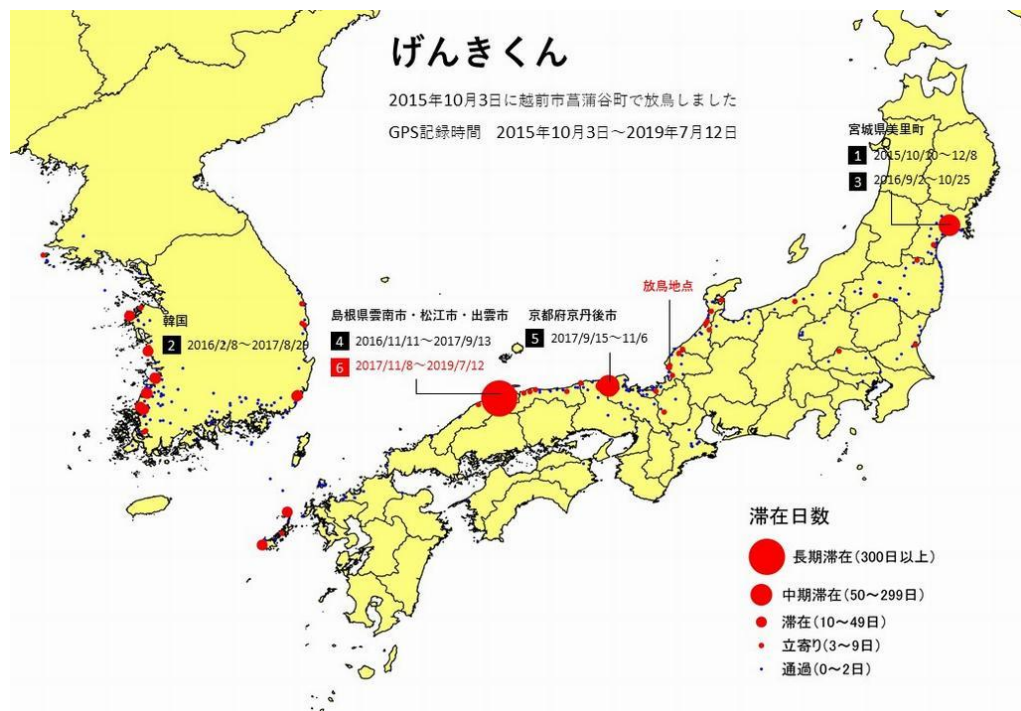 げんきくん
2015年10月3日に越前市菖蒲谷町で放鳥しました
GPS記録時間 2015年10月3日～2019年7月12日
宮城県美里町
1 2015/10/10～12/8
3 2016/9/2～10/25
放鳥地点
韓国
2 2016/2/8～2017/8/29
島根県雲南市・松江市・出雲市
4 2016/11/11～2017/9/13
6 2017/11/8～2019/7/12
京都府京丹後市
5 2017/9/15～11/6
滞在日数
長期滞在(300日以上)
中期滞在(50～299日)
滞在(10～49日)
立寄り(3～9日)
通過(0～2日)